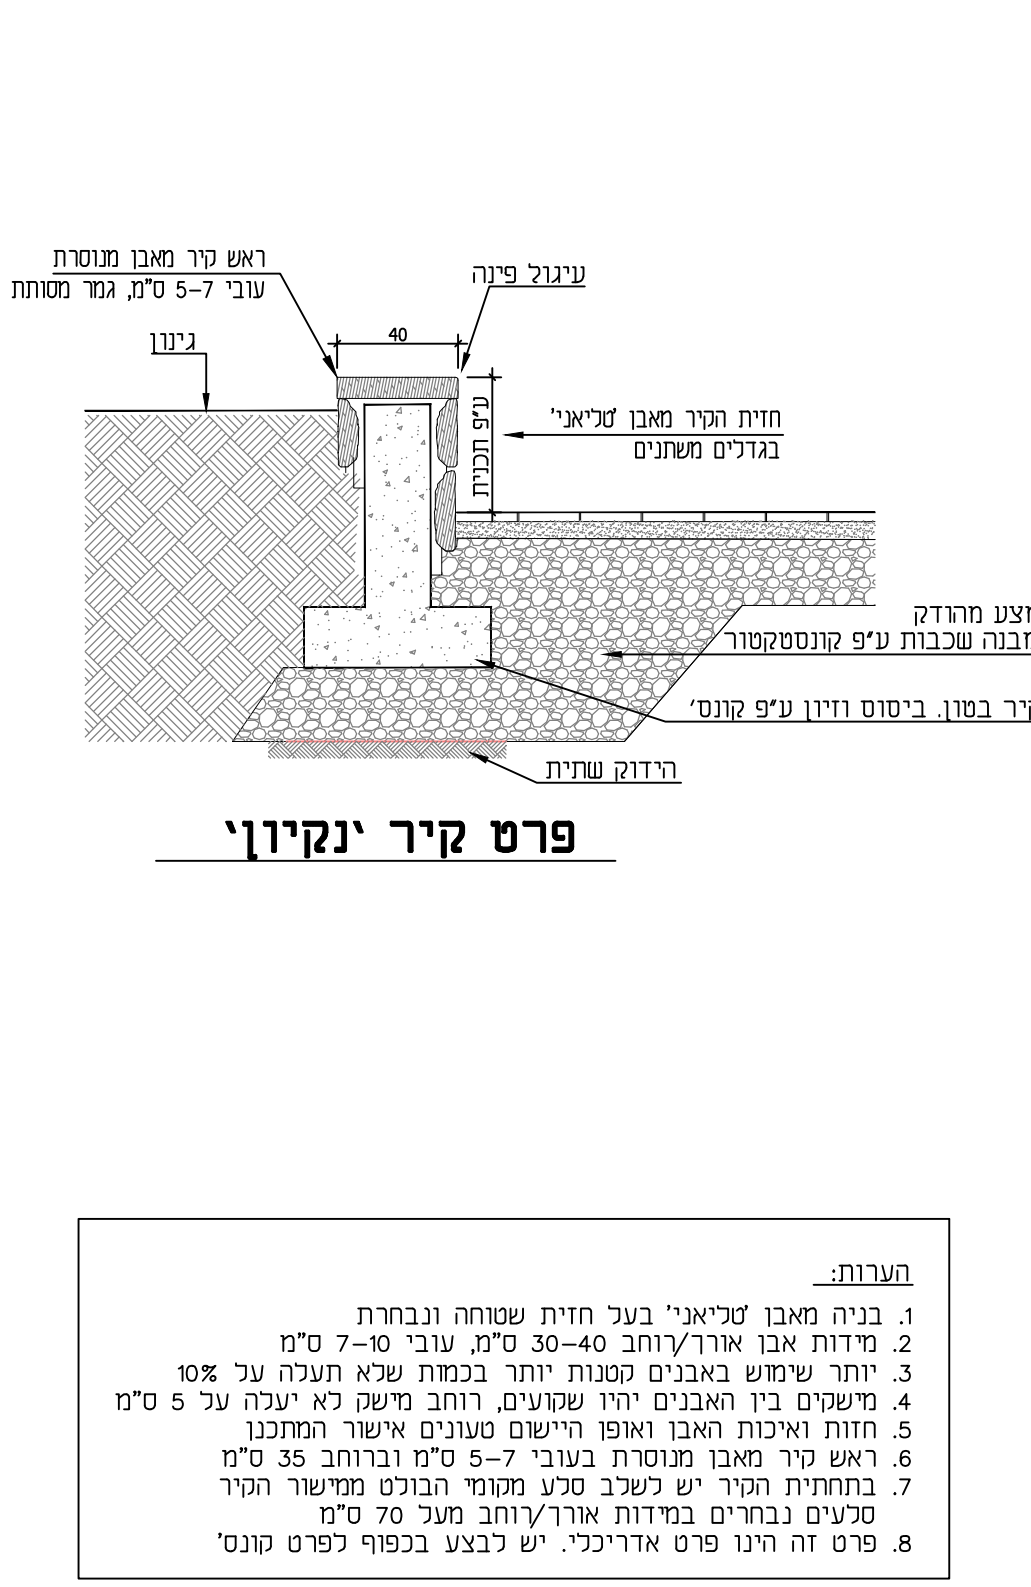 ראש קיר מאבן מנוסרת
עובי 5-7 ס"מ, גמר מסותת
עיגול פינה
גינון
40
ע"פ תכנית
חזית הקיר מאבן 'טליאני'
בגדלים משתנים
מהודק
שכבות ע"פ קונסטקטור
בטון. ביסוס וזיון ע"פ קונס'
הידוק שתית
פרט קיר 'נקיון'
הערות:
1. בניה מאבן 'טליאני' בעל חזית שטוחה ונבחרת
2. מידות אבן אורך/רוחב 30-40 ס"מ, עובי 7-10 ס"מ
3. יותר שימוש באבנים קטנות יותר בכמות שלא תעלה על 10%
4. מישקים בין האבנים יהיו שקועים, רוחב מישק לא יעלה על 5 ס"מ
5. חזות ואיכות האבן ואופן היישום טעונים אישור המתכנן
6. ראש קיר מאבן מנוסרת בעובי 5-7 ס"מ וברוחב 35 ס"מ
7. בתחתית הקיר יש לשלב סלע מקומי הבולט ממישור הקיר
סלעים נבחרים במידות אורך/רוחב מעל 70 ס"מ
8. פרט זה הינו פרט אדריכלי. יש לבצע בכפוף לפרט קונס'